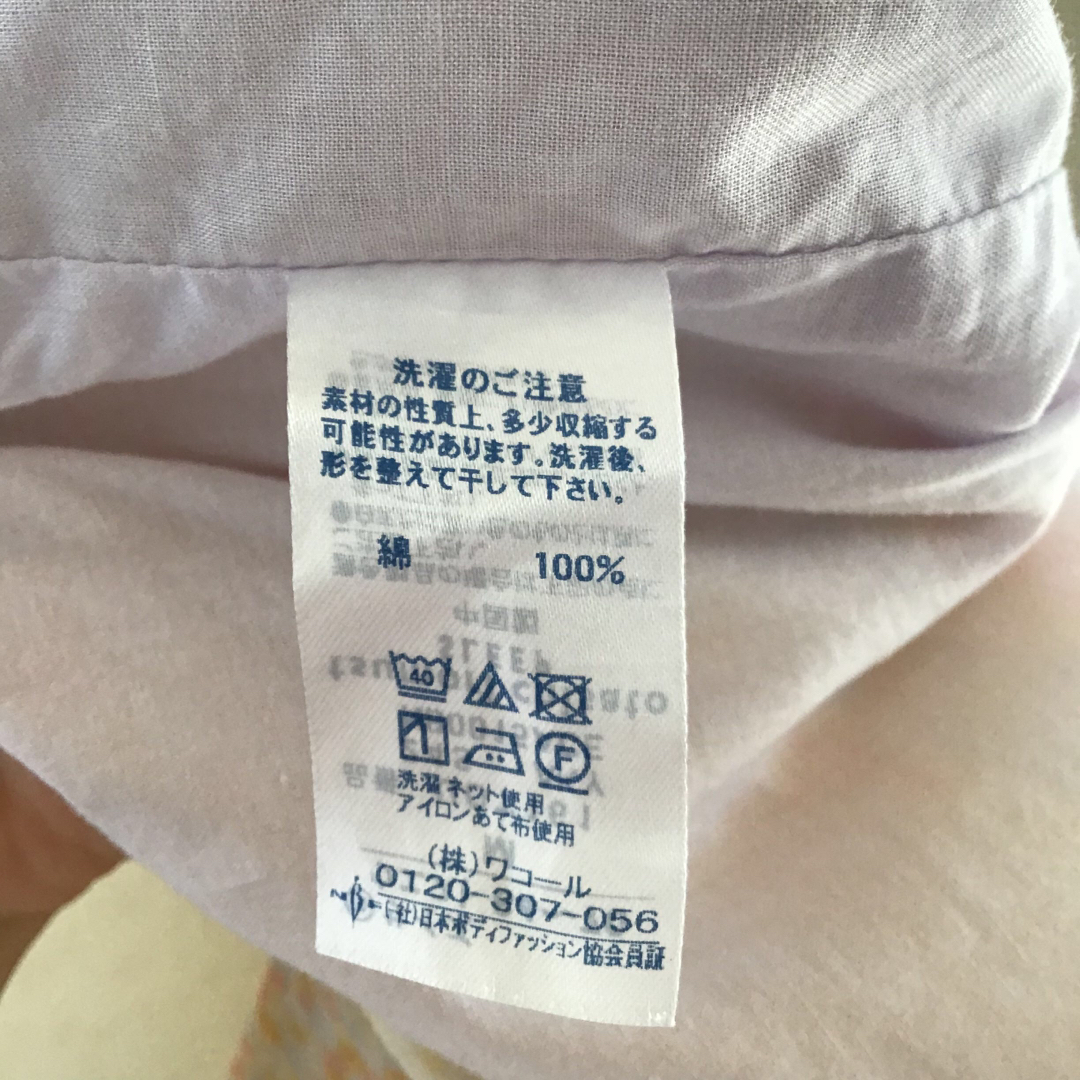 洗濯のご注意
素材の性質上、多少収縮する
可能性があります。洗濯後、
形を整えて干して下さい。
綿 100%
40
F
洗濯ネット使用
アイロンあて布使用
(株)ワコール
0120-307-056
(社)日本ボディファッション協会会員証